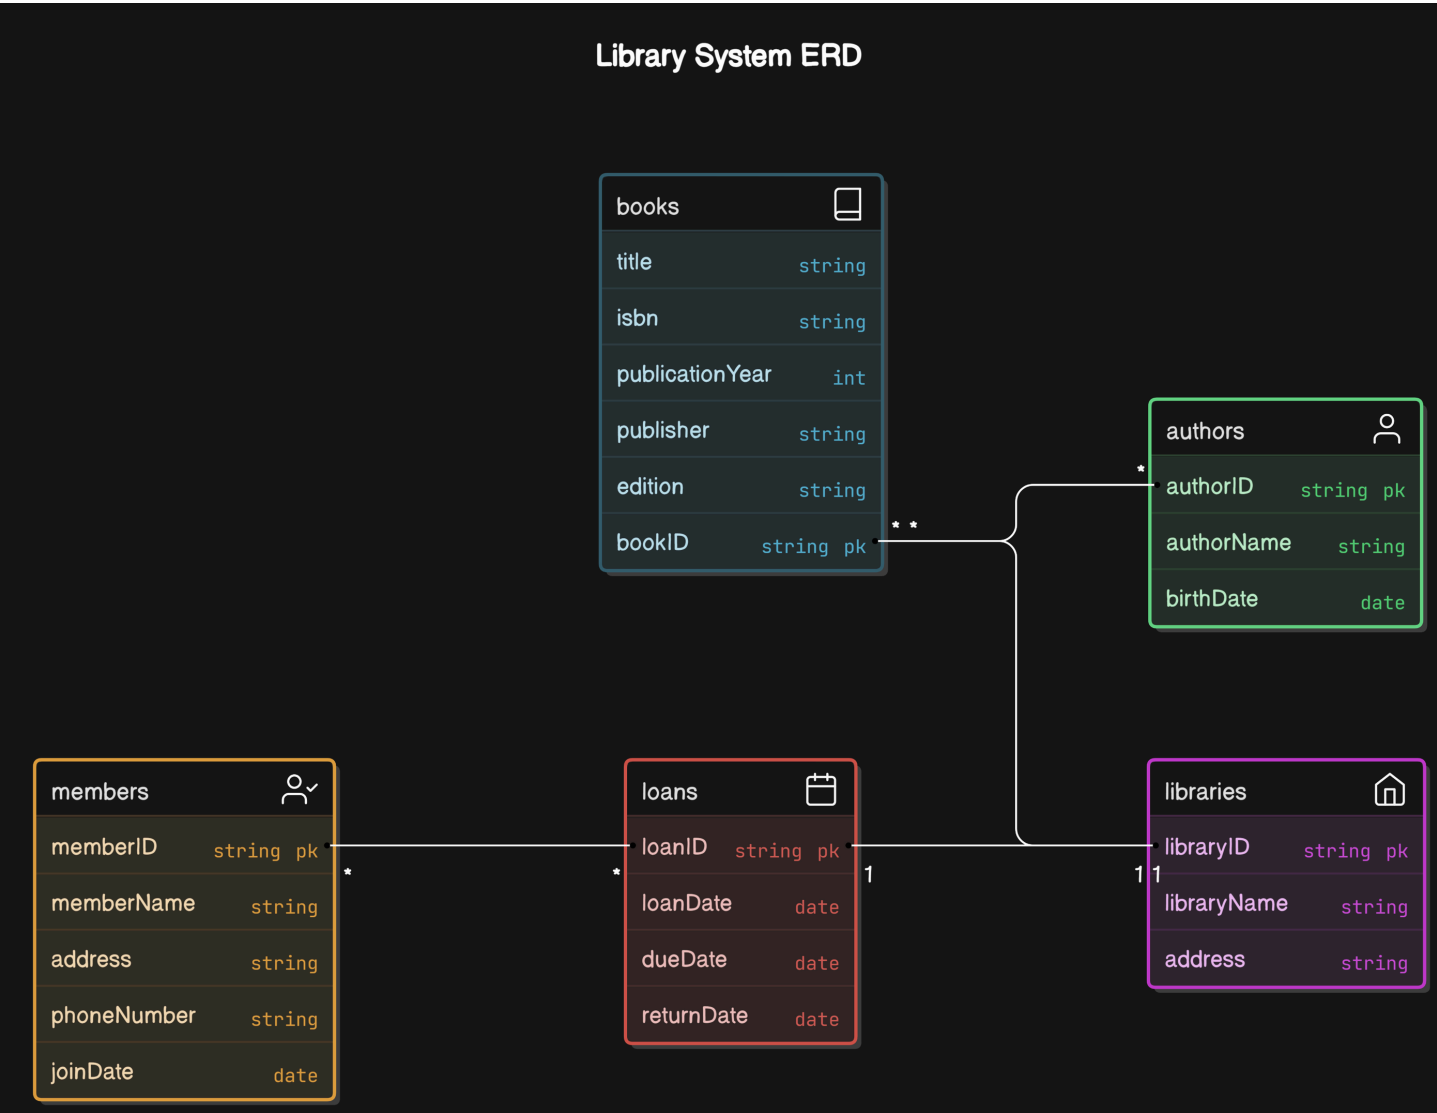 Library System ERD
books
title string
isbn string
publicationYear int
publisher string
edition string
bookID string pk
* *
*
authors
authorID string pk
authorName string
birthDate date
members
memberID string pk
memberName string
address string
phoneNumber string
joinDate date
*
*
loans
loanID string pk
loanDate date
dueDate date
returnDate date
1
1 1
libraries
libraryID string pk
libraryName string
address string